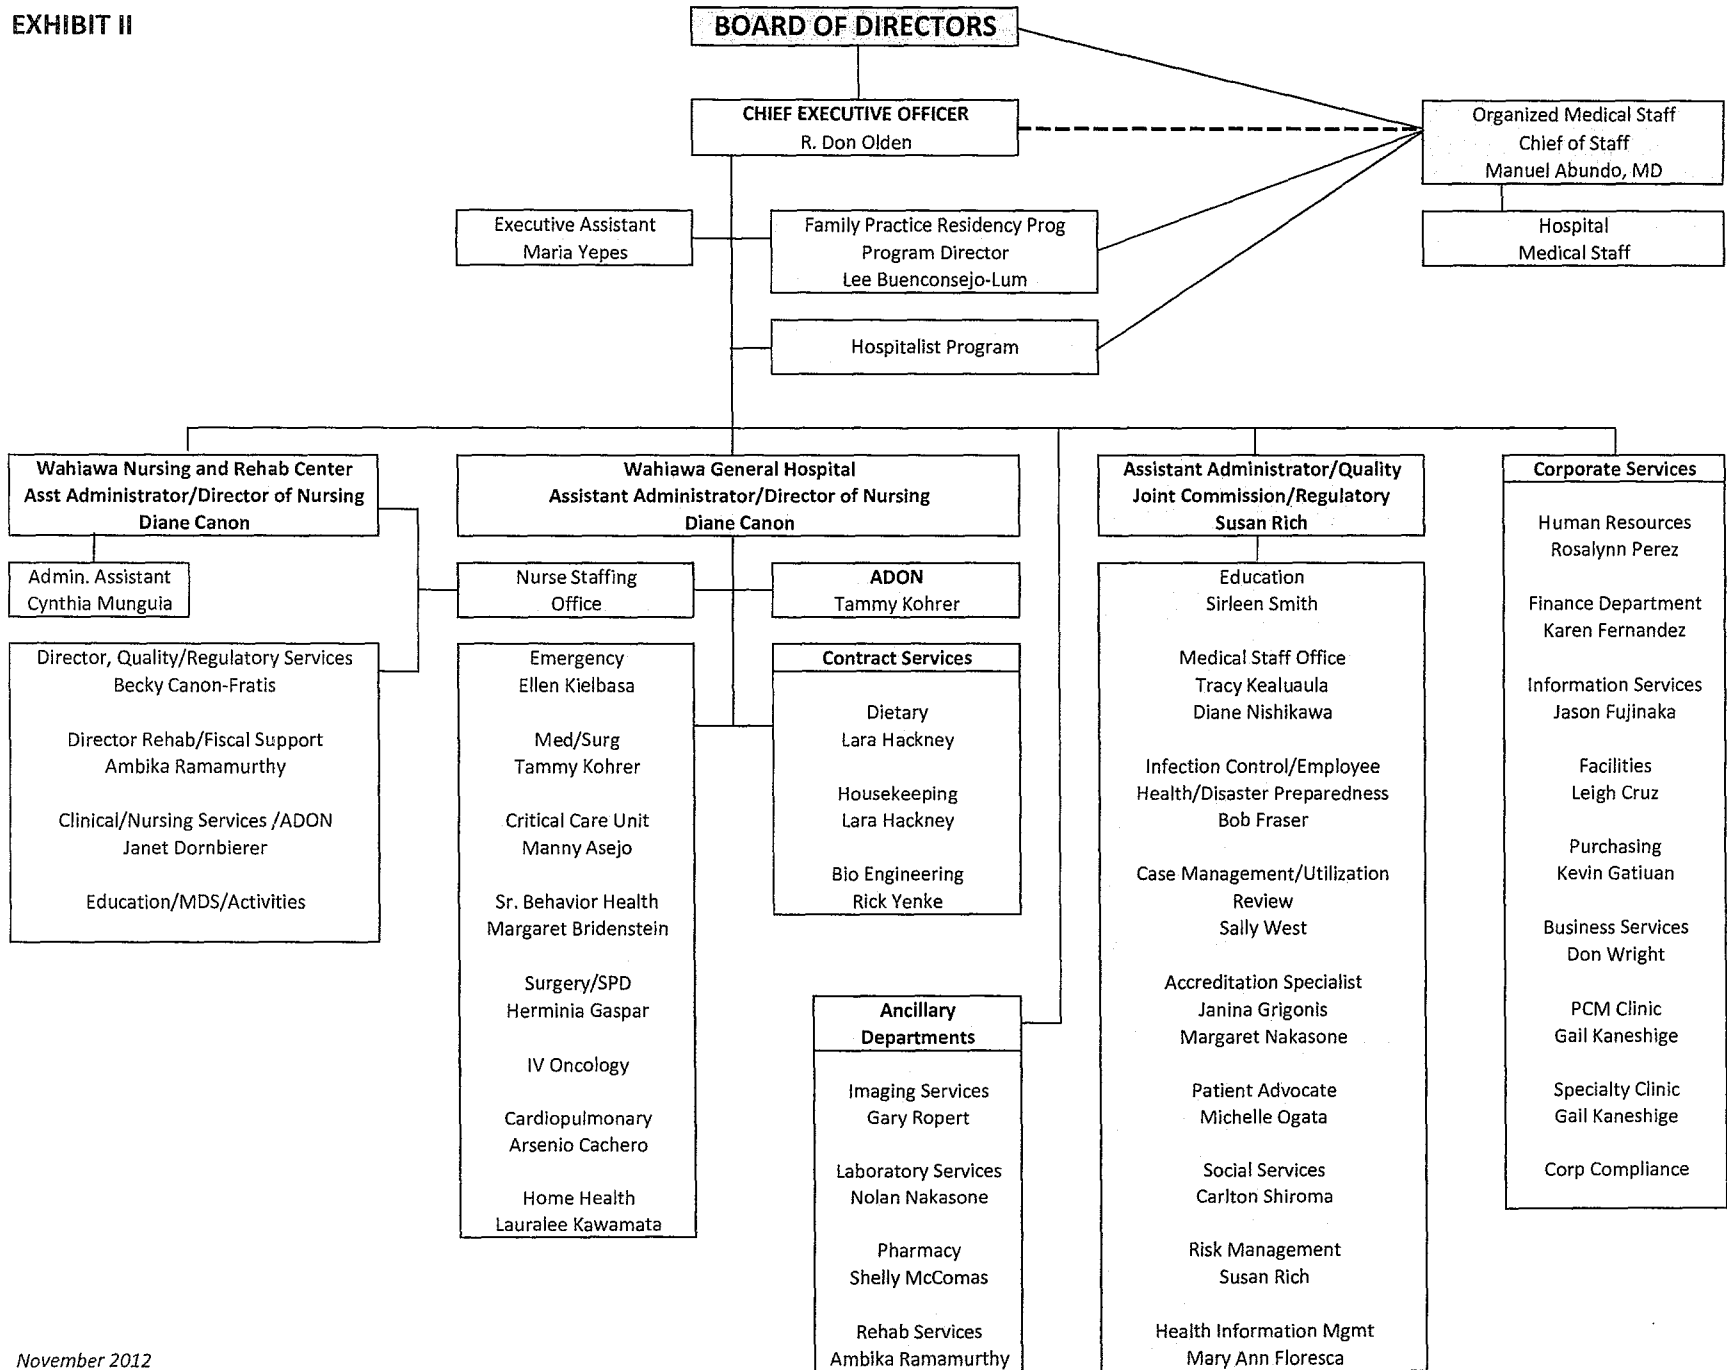 EXHIBIT II
BOARD OF DIRECTORS
CHIEF EXECUTIVE OFFICER
R. Don Olden
Organized Medical Staff
Chief of Staff
Manuel Abundo, MD
Hospital
Medical Staff
Executive Assistant
Maria Yepes
Family Practice Residency Prog
Program Director
Lee Buenconsejo-Lum
Hospitalist Program
Wahiawa Nursing and Rehab Center
Asst Administrator/Director of Nursing
Diane Canon
Admin. Assistant
Cynthia Munguia
Director, Quality/Regulatory Services
Becky Canon-Fratis
Director Rehab/Fiscal Support
Ambika Ramamurthy
Clinical/Nursing Services /ADON
Janet Dornbierer
Education/MDS/Activities
Wahiawa General Hospital
Assistant Administrator/Director of Nursing
Diane Canon
Nurse Staffing
Office
ADON
Tammy Kohrer
Emergency
Ellen Kielbasa
Med/Surg
Tammy Kohrer
Critical Care Unit
Manny Asejo
Sr. Behavior Health
Margaret Bridenstein
Surgery/SPD
Herminia Gaspar
IV Oncology
Cardiopulmonary
Arsenio Cachero
Home Health
Lauralee Kawamata
Contract Services
Dietary
Lara Hackney
Housekeeping
Lara Hackney
Bio Engineering
Rick Yenke
Ancillary
Departments
Imaging Services
Gary Ropert
Laboratory Services
Nolan Nakasone
Pharmacy
Shelly McComas
Rehab Services
Ambika Ramamurthy
Assistant Administrator/Quality
Joint Commission/Regulatory
Susan Rich
Education
Sirleen Smith
Medical Staff Office
Tracy Kealuaula
Diane Nishikawa
Infection Control/Employee
Health/Disaster Preparedness
Bob Fraser
Case Management/Utilization
Review
Sally West
Accreditation Specialist
Janina Grigonis
Margaret Nakasone
Patient Advocate
Michelle Ogata
Social Services
Carlton Shiroma
Risk Management
Susan Rich
Health Information Mgmt
Mary Ann Floresca
Corporate Services
Human Resources
Rosalynn Perez
Finance Department
Karen Fernandez
Information Services
Jason Fujinaka
Facilities
Leigh Cruz
Purchasing
Kevin Gatiuan
Business Services
Don Wright
PCM Clinic
Gail Kaneshige
Specialty Clinic
Gail Kaneshige
Corp Compliance
November 2012